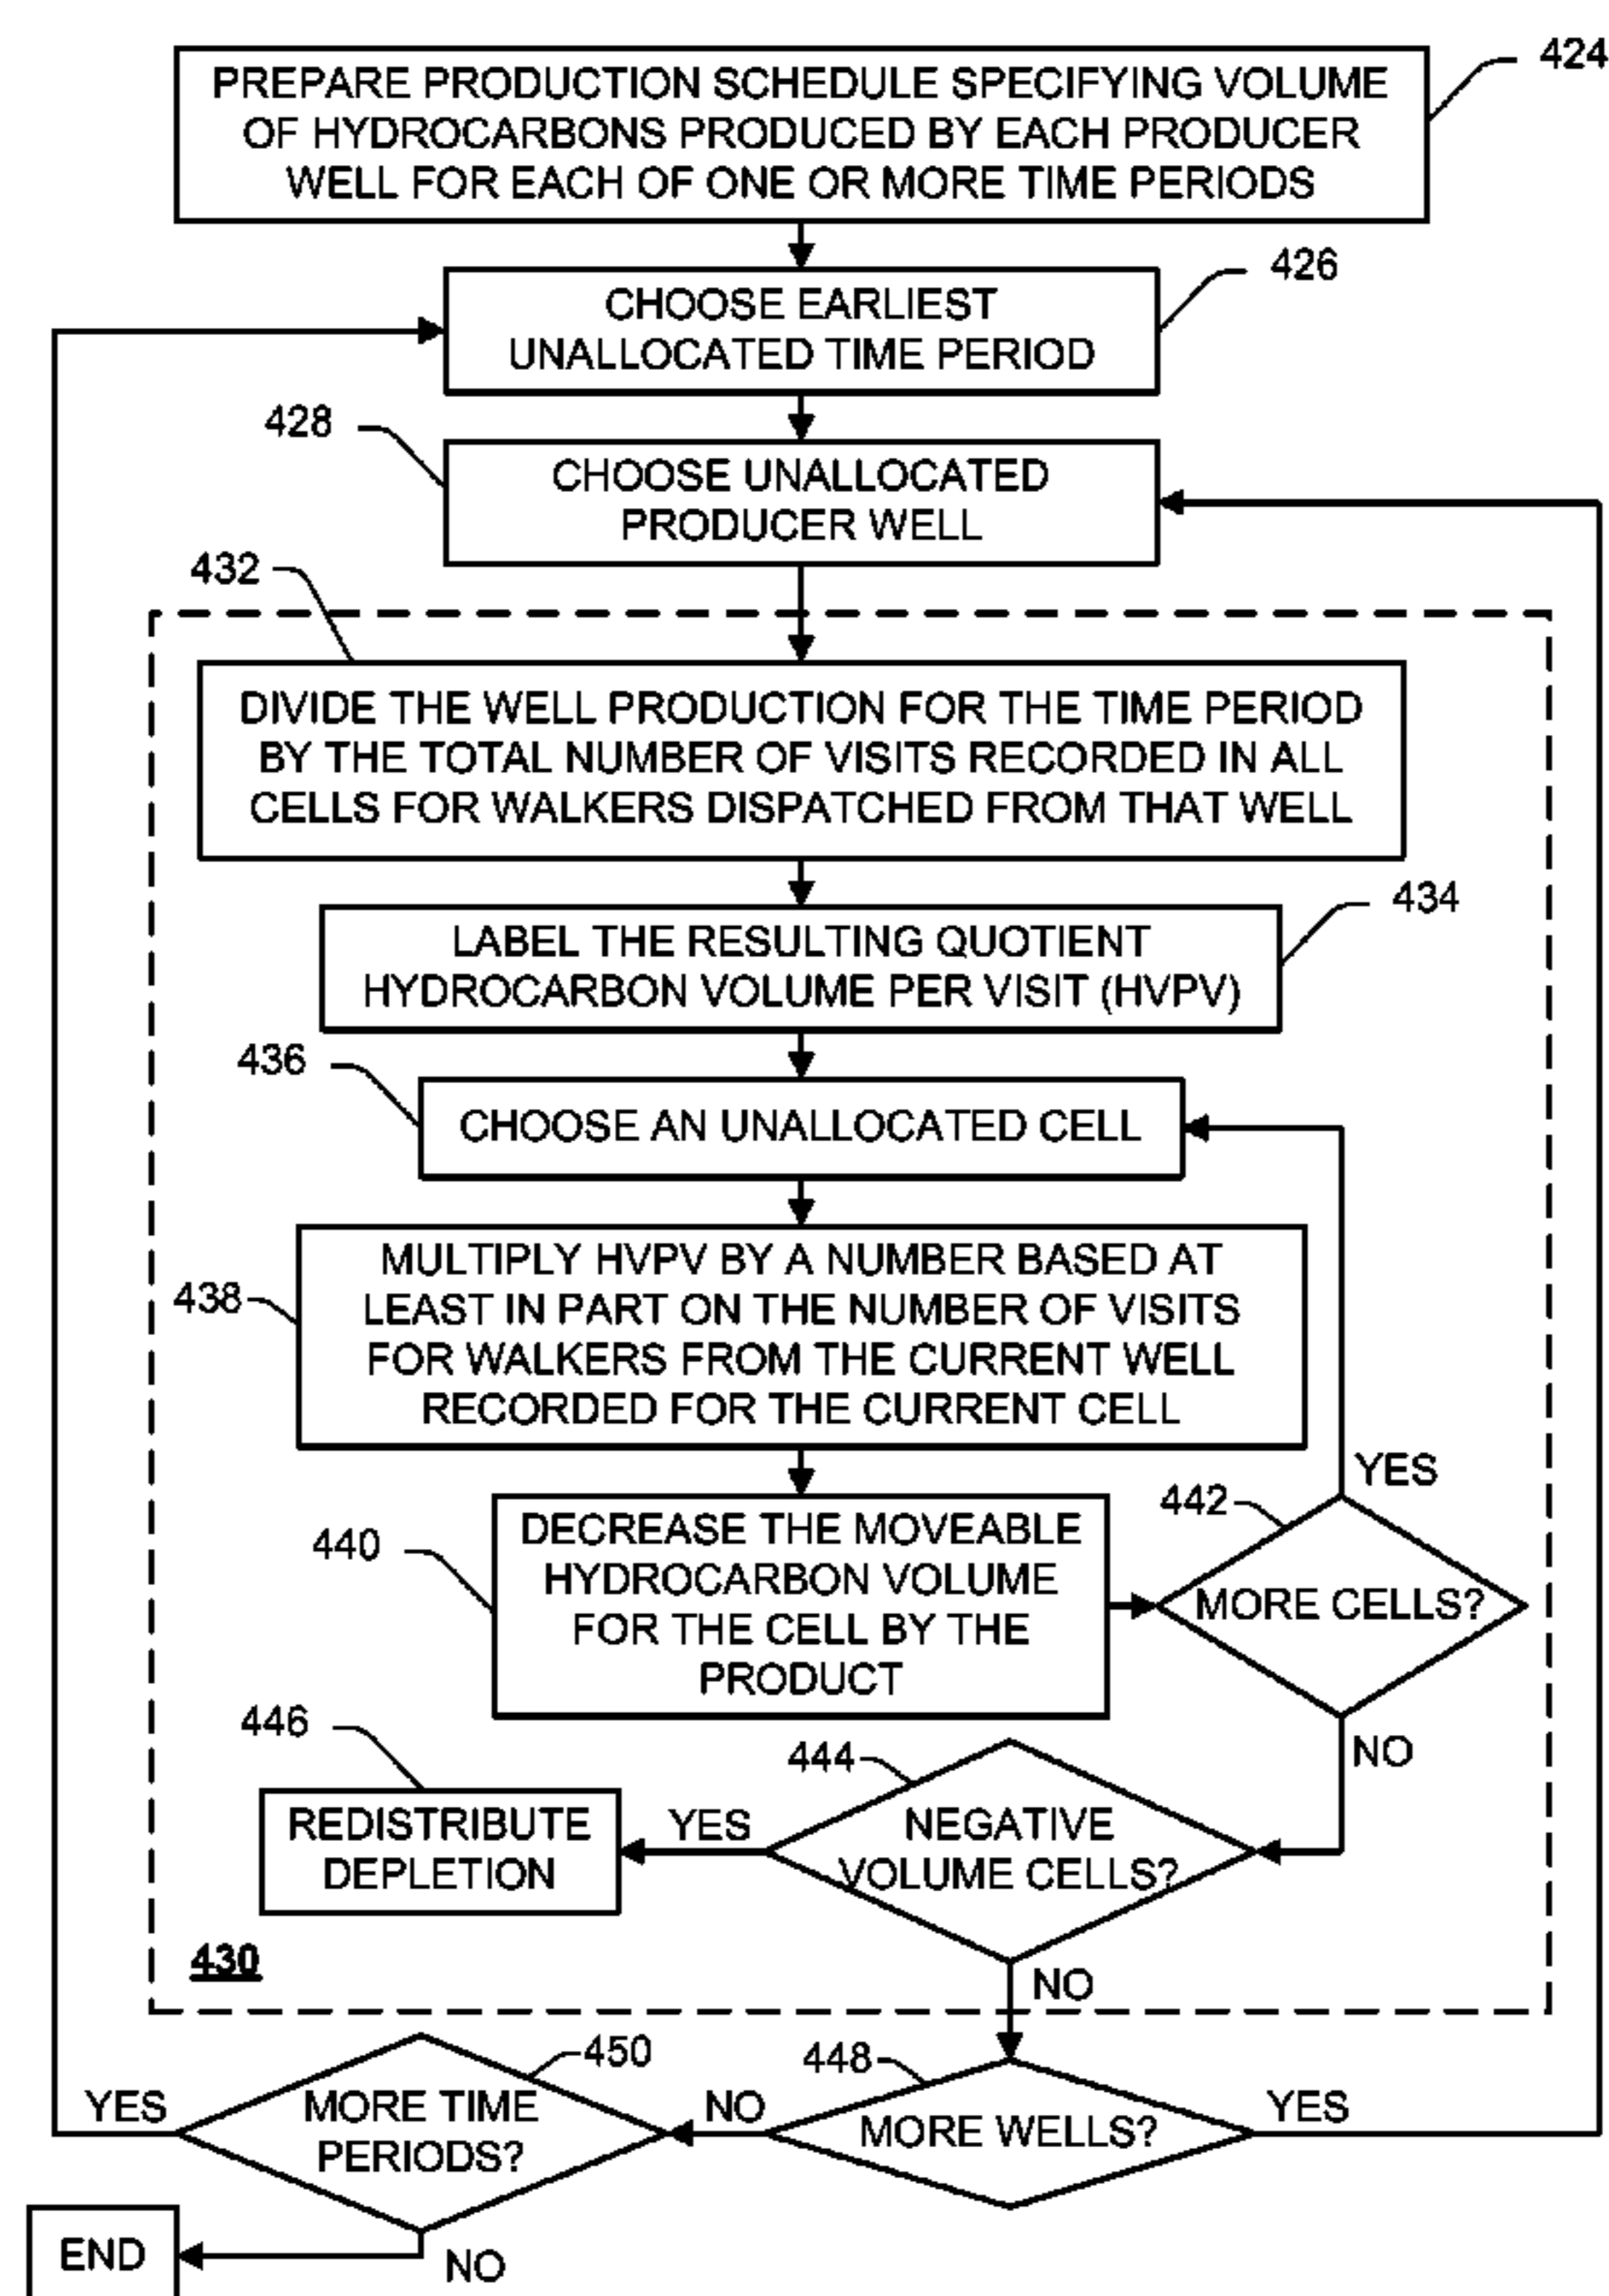 424
PREPARE PRODUCTION SCHEDULE SPECIFYING VOLUME
OF HYDROCARBONS PRODUCED BY EACH PRODUCER
WELL FOR EACH OF ONE OR MORE TIME PERIODS
426
CHOOSE EARLIEST
UNALLOCATED TIME PERIOD
428
CHOOSE UNALLOCATED
PRODUCER WELL
432
DIVIDE THE WELL PRODUCTION FOR THE TIME PERIOD
BY THE TOTAL NUMBER OF VISITS RECORDED IN ALL
CELLS FOR WALKERS DISPATCHED FROM THAT WELL
434
LABEL THE RESULTING QUOTIENT
HYDROCARBON VOLUME PER VISIT (HVPV)
436
CHOOSE AN UNALLOCATED CELL
438
MULTIPLY HVPV BY A NUMBER BASED AT
LEAST IN PART ON THE NUMBER OF VISITS
FOR WALKERS FROM THE CURRENT WELL
RECORDED FOR THE CURRENT CELL
YES
442
440
DECREASE THE MOVEABLE
HYDROCARBON VOLUME
FOR THE CELL BY THE
PRODUCT
MORE CELLS?
NO
446
444
REDISTRIBUTE
DEPLETION
YES
NEGATIVE
VOLUME CELLS?
430
NO
450
448
YES
MORE TIME
PERIODS?
NO
MORE WELLS?
YES
END
NO